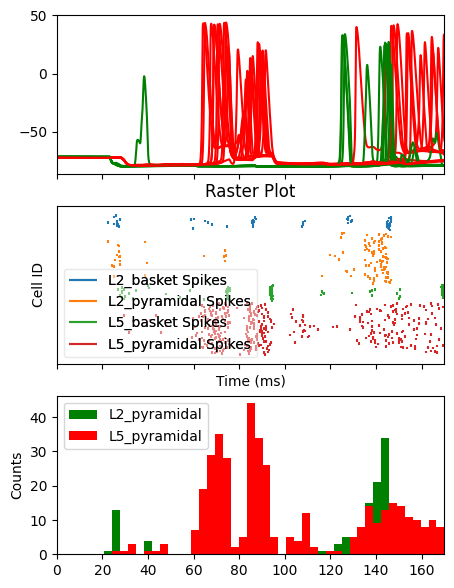 50
0
−50
Raster Plot
Cell ID
L2_basket Spikes
L2_pyramidal Spikes
L5_basket Spikes
L5_pyramidal Spikes
Time (ms)
Counts
40
30
20
10
0
L2_pyramidal
L5_pyramidal
0 20 40 60 80 100 120 140 160